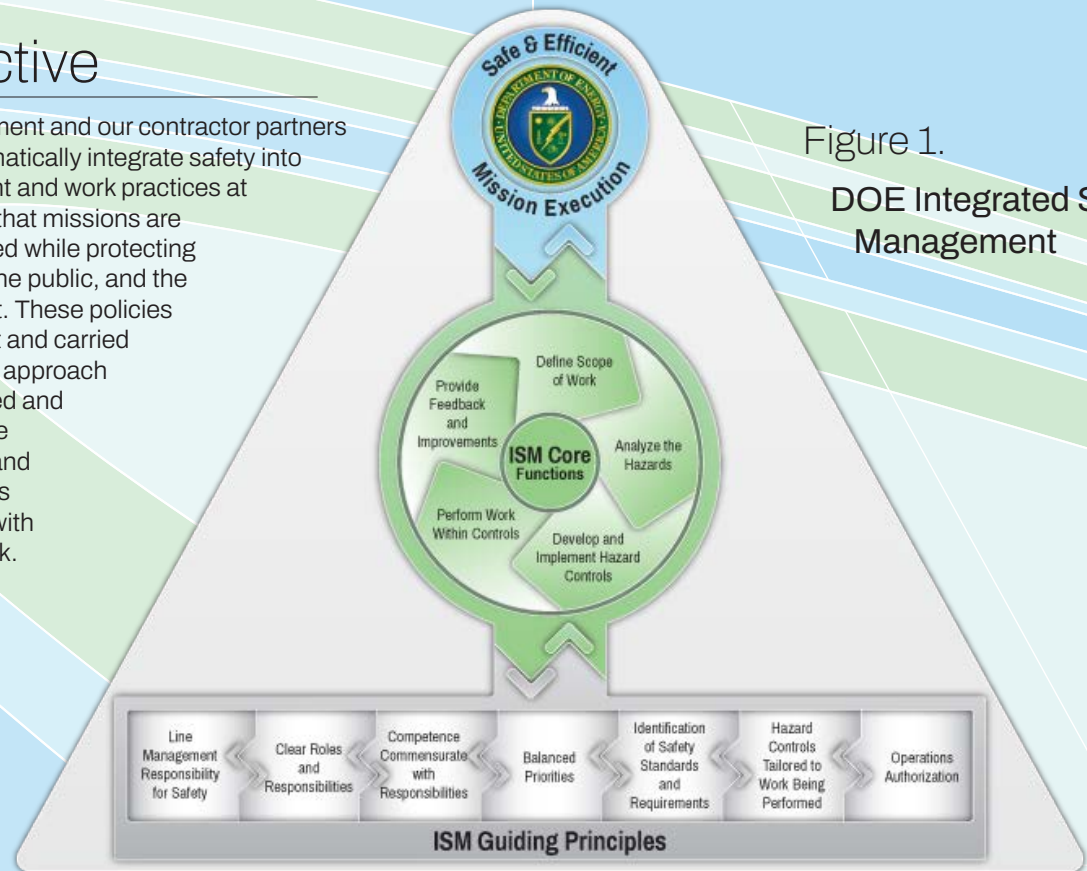 ctive
ment and our contractor partners
matically integrate safety into
nt and work practices at
that missions are
ed while protecting
he public, and the
t. These policies
t and carried
approach
ed and
e
and
s
with
k.
Figure 1.
DOE Integrated S
Management
Safe & Efficient
DEPARTMENT OF ENERGY
UNITED STATES OF AMERICA
Mission Execution
Define Scope
of Work
Analyze the
Hazards
Develop and
Implement Hazard
Controls
Perform Work
Within Controls
Provide
Feedback
and
Improvements
ISM Core
Functions
Line
Management
Responsibility
for Safety
Clear Roles
and
Responsibilities
Competence
Commensurate
with
Responsibilities
Balanced
Priorities
Identification
of Safety
Standards
and
Requirements
Hazard
Controls
Tailored to
Work Being
Performed
Operations
Authorization
ISM Guiding Principles